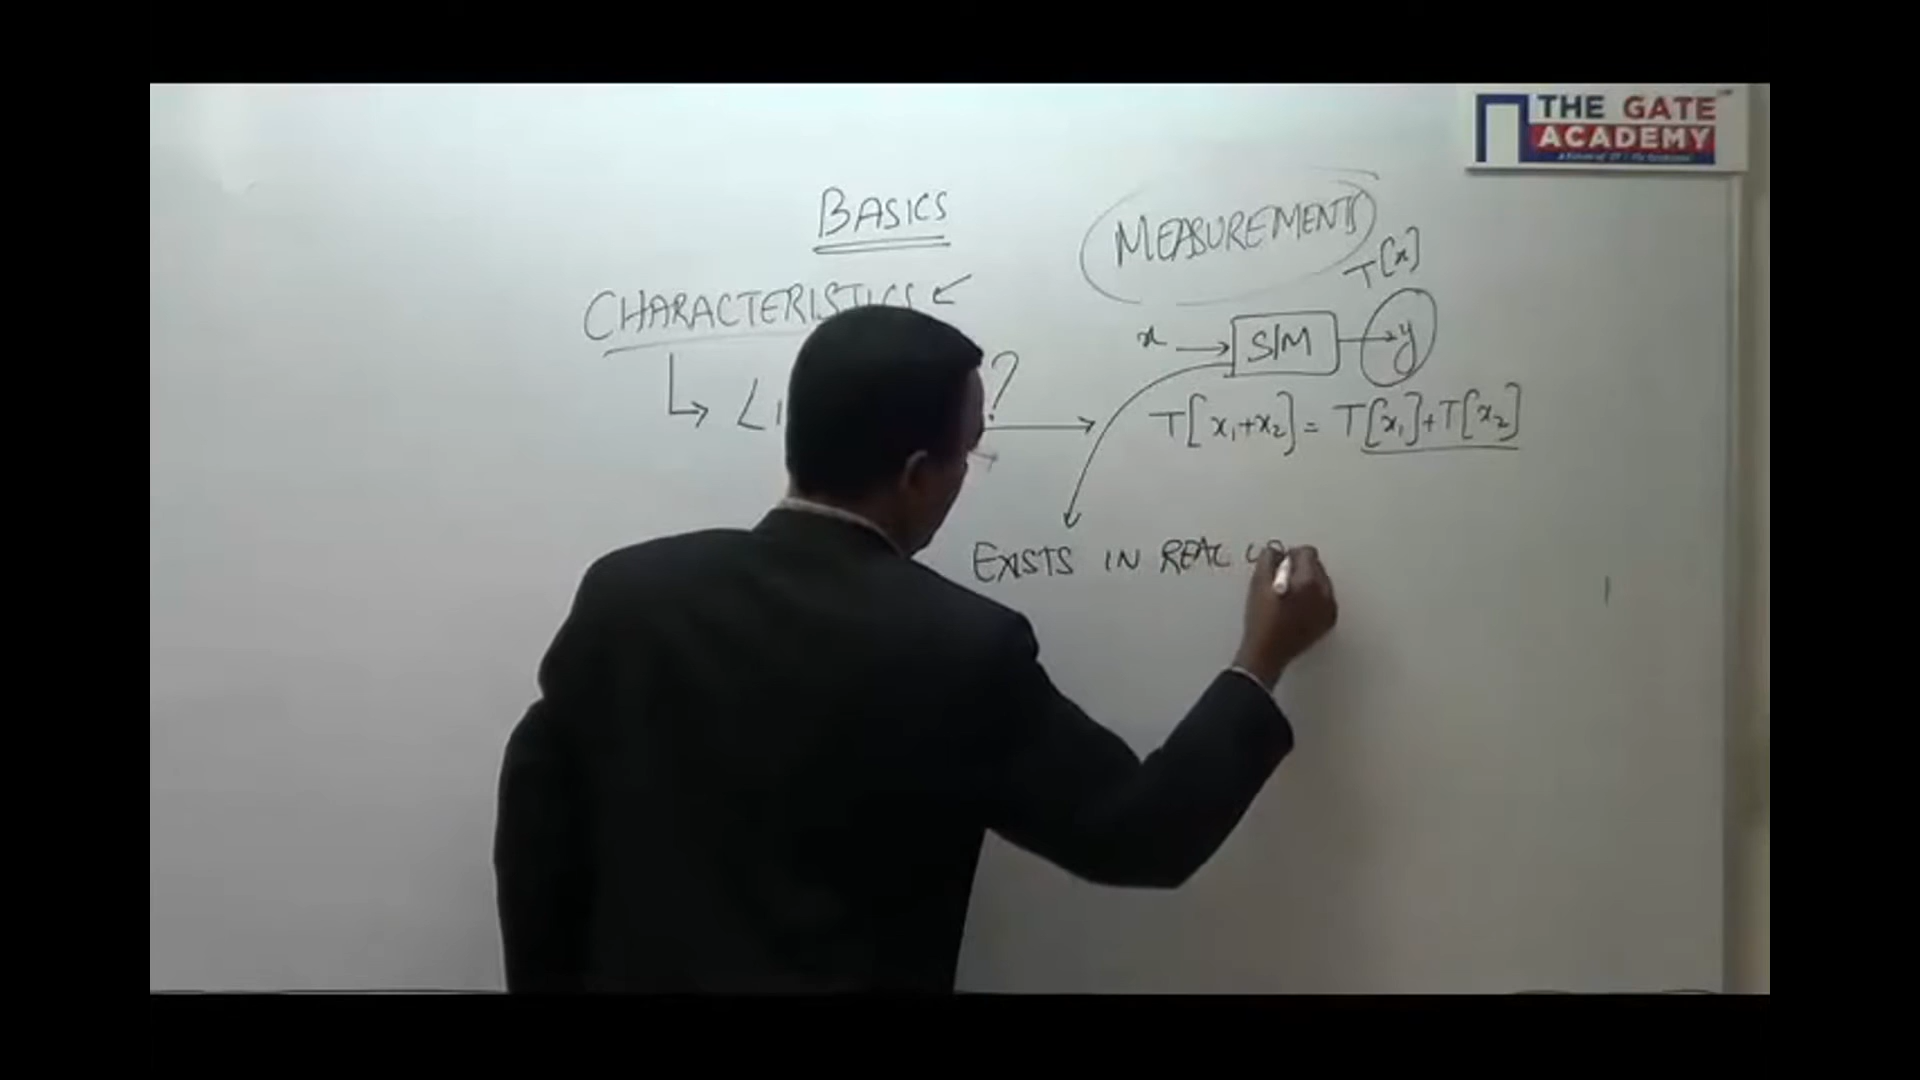 THE GATE
ACADEMY
BASICS
MEASUREMENTS
T[x]
CHARACTERISTICS
x → S/M → y
?
T[x₁+x₂] = T[x₁]+T[x₂]
EXISTS IN REAL